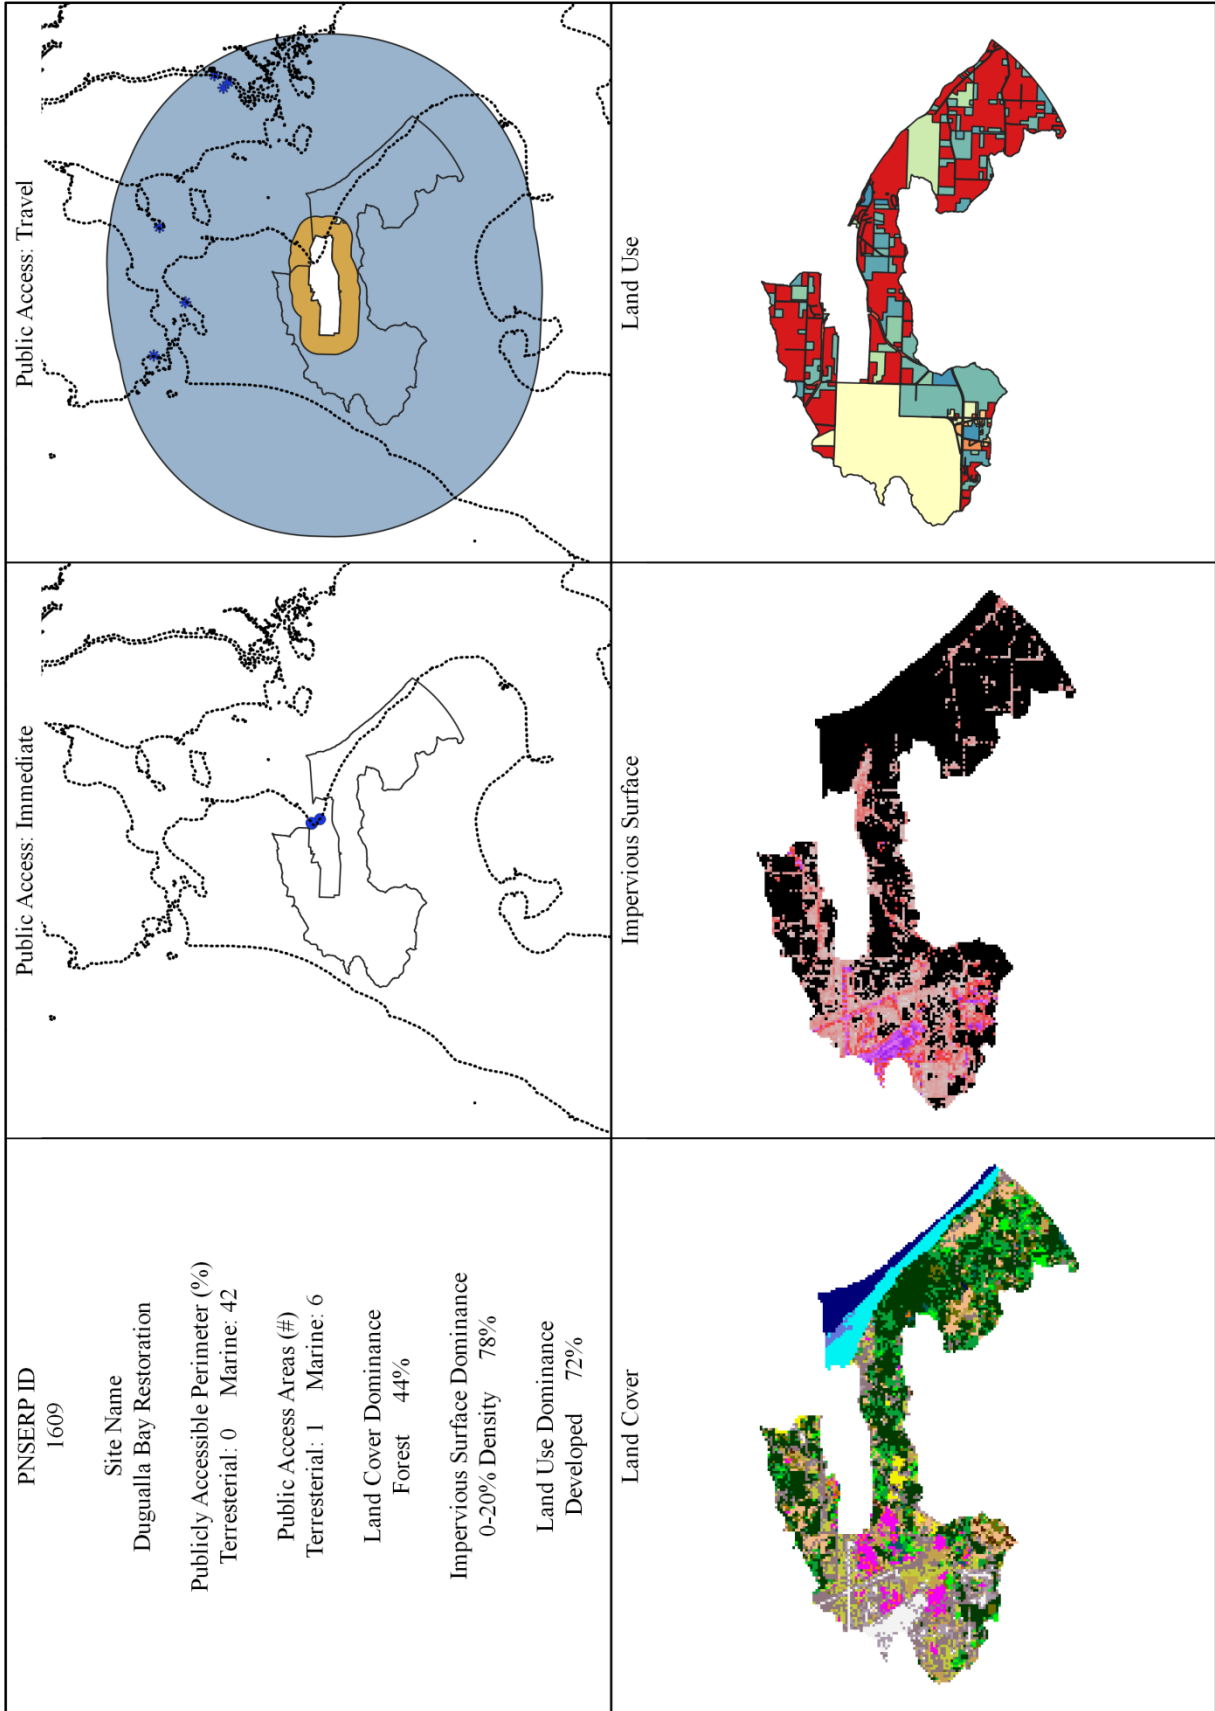 PNSERP ID
1609
Site Name
Dugualla Bay Restoration
Publicly Accessible Perimeter (%)
Terresterial: 0 Marine: 42
Public Access Areas (#)
Terresterial: 1 Marine: 6
Land Cover Dominance
Forest 44%
Impervious Surface Dominance
0-20% Density 78%
Land Use Dominance
Developed 72%
Public Access: Immediate
Public Access: Travel
Land Cover
Impervious Surface
Land Use